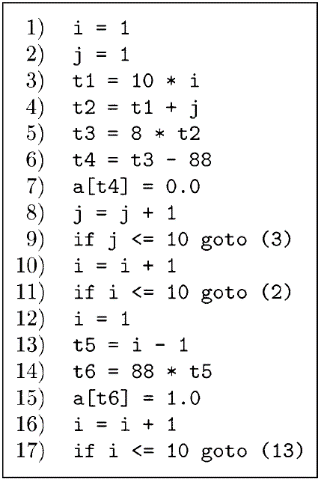 1) i = 1
2) j = 1
3) t1 = 10 * i
4) t2 = t1 + j
5) t3 = 8 * t2
6) t4 = t3 - 88
7) a[t4] = 0.0
8) j = j + 1
9) if j <= 10 goto (3)
10) i = i + 1
11) if i <= 10 goto (2)
12) i = 1
13) t5 = i - 1
14) t6 = 88 * t5
15) a[t6] = 1.0
16) i = i + 1
17) if i <= 10 goto (13)